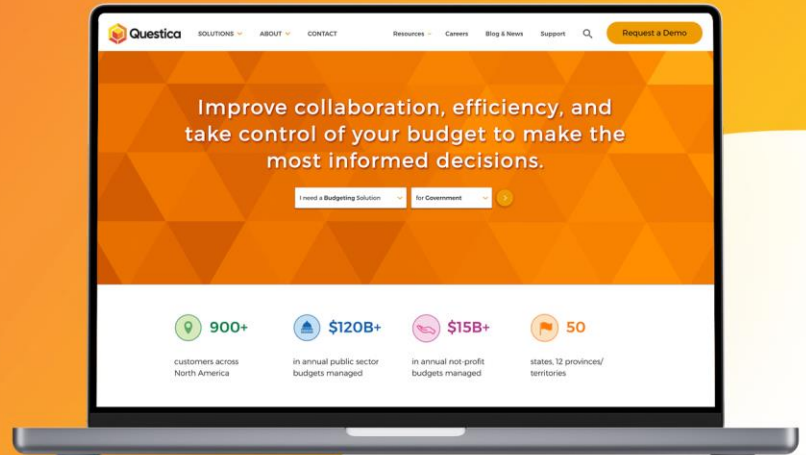 Questica
SOLUTIONS
ABOUT
CONTACT
Resources
Careers
Blog & News
Support
Request a Demo
Improve collaboration, efficiency, and
take control of your budget to make the
most informed decisions.
I need a Budgeting Solution
for Government
900+
customers across
North America
$120B+
in annual public sector
budgets managed
$15B+
in annual not-profit
budgets managed
50
states, 12 provinces/
territories